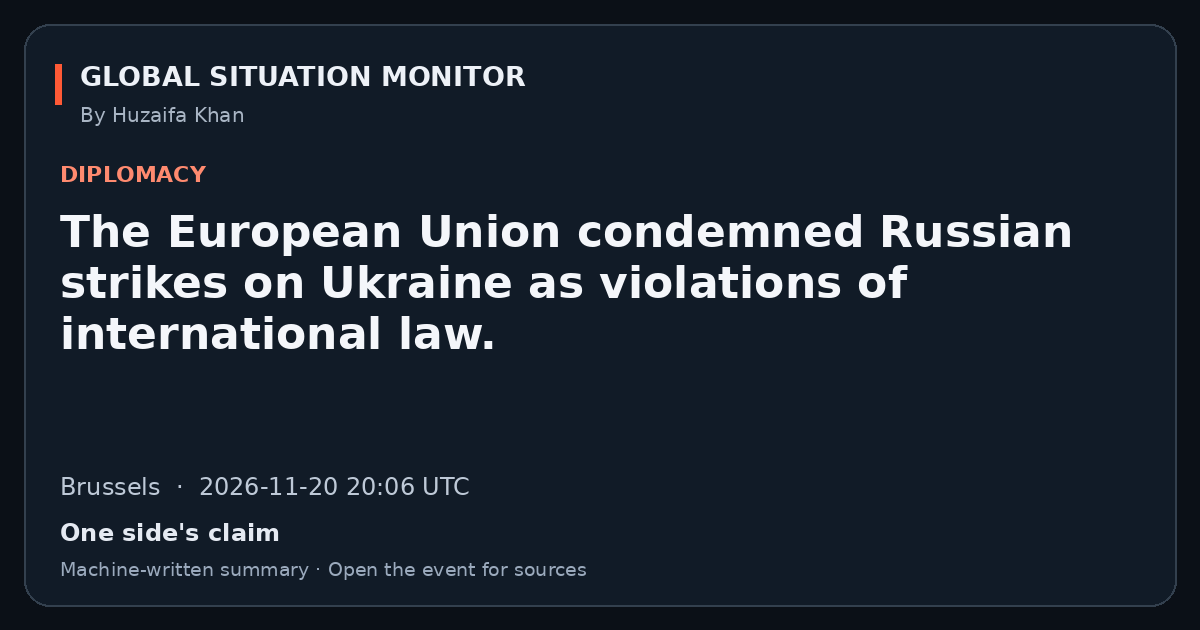 GLOBAL SITUATION MONITOR
By Huzaifa Khan
DIPLOMACY
The European Union condemned Russian
strikes on Ukraine as violations of
international law.
Brussels · 2026-11-20 20:06 UTC
One side's claim
Machine-written summary · Open the event for sources